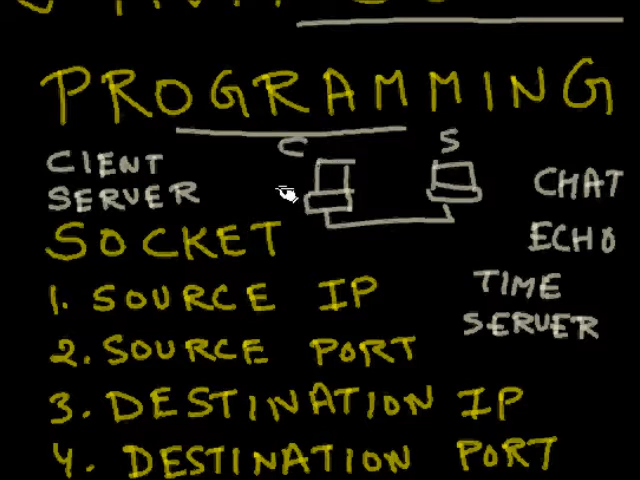 PROGRAMMING
C S
CIENT
SERVER
CHAT
SOCKET
ECHO
1. SOURCE IP
TIME
SERVER
2. SOURCE PORT
3. DESTINATION IP
4. DESTINATION PORT